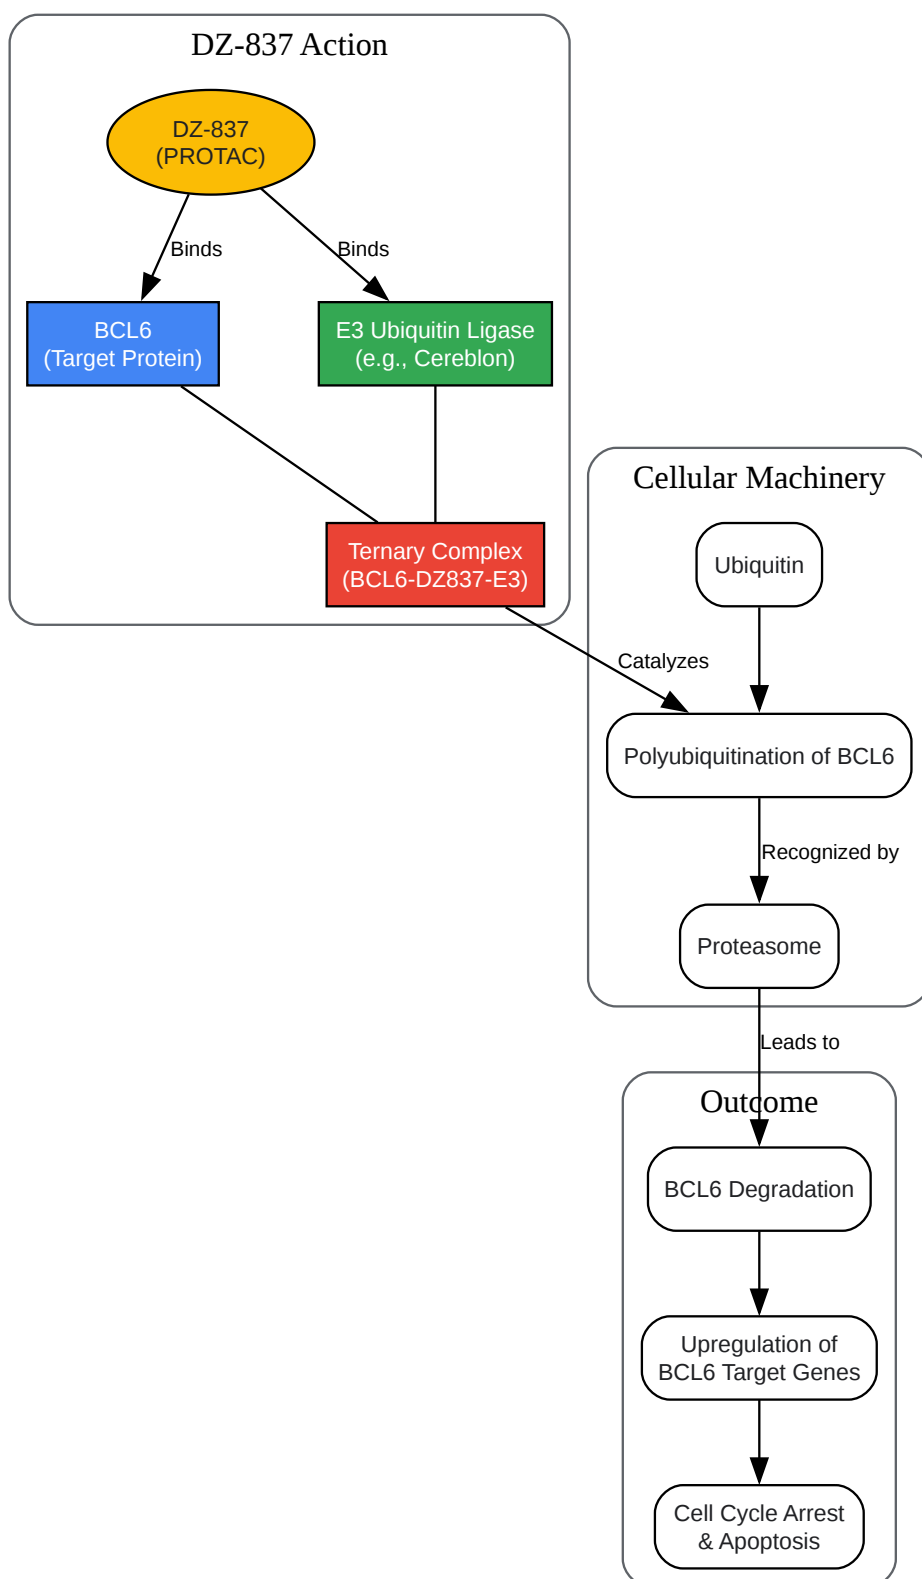 DZ-837 Action
DZ-837
(PROTAC)
Binds
Binds
BCL6
(Target Protein)
E3 Ubiquitin Ligase
(e.g., Cereblon)
Ternary Complex
(BCL6-DZ837-E3)
Cellular Machinery
Ubiquitin
Catalyzes
Polyubiquitination of BCL6
Recognized by
Proteasome
Leads to
Outcome
BCL6 Degradation
Upregulation of
BCL6 Target Genes
Cell Cycle Arrest
& Apoptosis